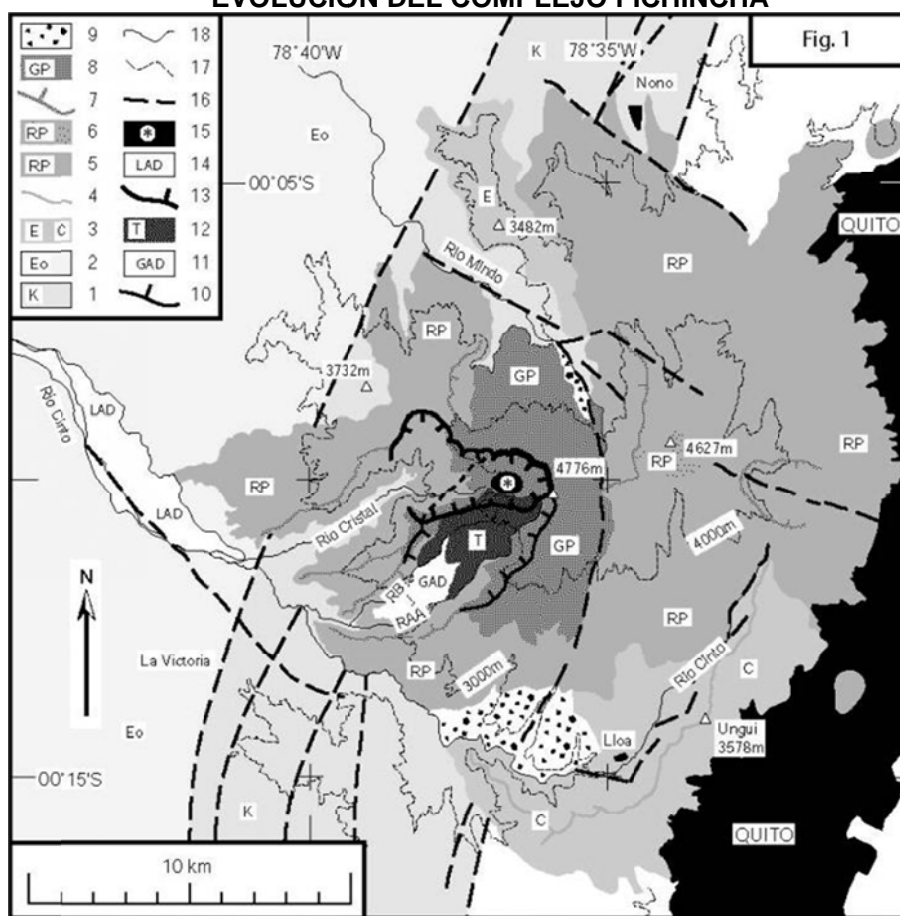 EVOLUCIÓN DEL COMPLEJO PICHINCHA
9 18
GP 8 17
7 16
RP 6 * 15
RP 5 LAD 14
4 13
E C 3 T 12
Eo 2 GAD 11
K 1 10
78°40'W
78°35'W
K
Fig. 1
Nono
Eo
00°05'S
E
3482m
QUITO
RP
Río Mindo
RP
3732m
GP
Río Cinto
LAD
4627m
RP
RP
4776m
RP
*
LAD
Río Cristal
4000m
T
GP
N
GAD
RB
RAA
RP
La Victoria
RP
3000m
Río Cinto
C
Eo
Lloa
Ungui
3578m
00°15'S
K
C
QUITO
10 km